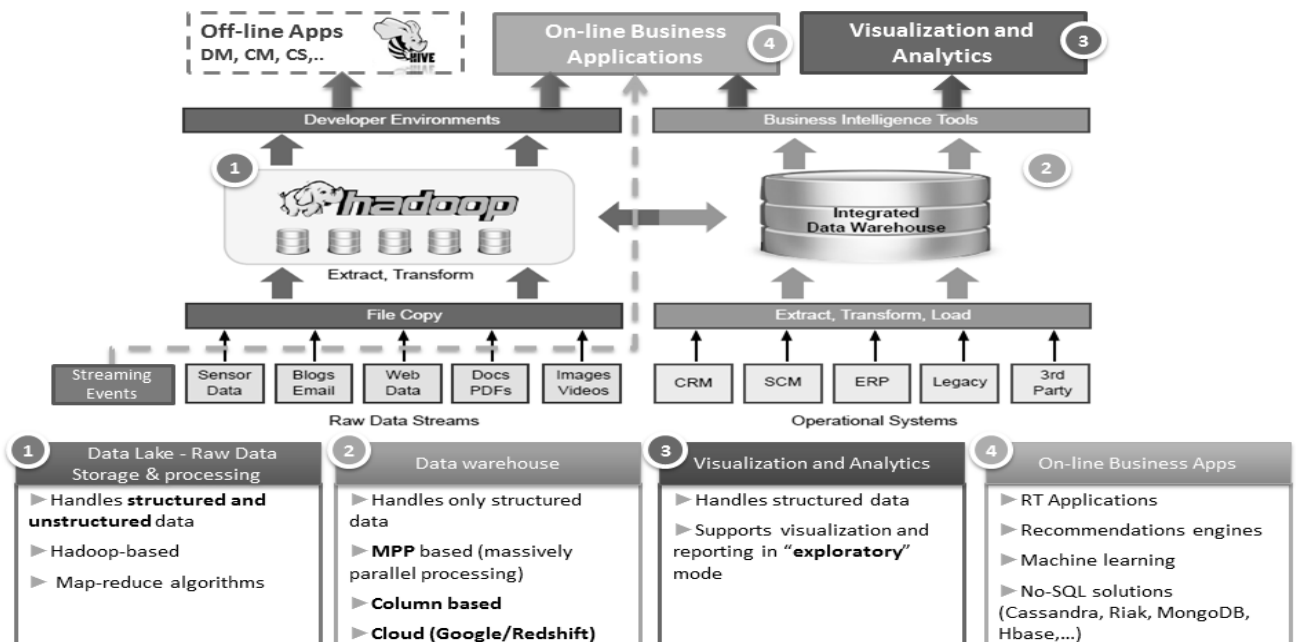 Off-line Apps
DM, CM, CS,..
HIVE
On-line Business
Applications
4
Visualization and
Analytics
3
Developer Environments
Business Intelligence Tools
1
hadoop
Extract, Transform
2
Integrated
Data Warehouse
File Copy
Extract, Transform, Load
Streaming
Events
Sensor
Data
Blogs
Email
Web
Data
Docs
PDFs
Images
Videos
CRM
SCM
ERP
Legacy
3rd
Party
Raw Data Streams
Operational Systems
1
Data Lake - Raw Data
Storage & processing
►Handles structured and
unstructured data
►Hadoop-based
► Map-reduce algorithms
2
Data warehouse
►Handles only structured
data
►MPP based (massively
parallel processing)
►Column based
►Cloud (Google/Redshift)
3
Visualization and Analytics
►Handles structured data
►Supports visualization and
reporting in “exploratory”
mode
4
On-line Business Apps
►RT Applications
►Recommendations engines
►Machine learning
►No-SQL solutions
(Cassandra, Riak, MongoDB,
Hbase,...)